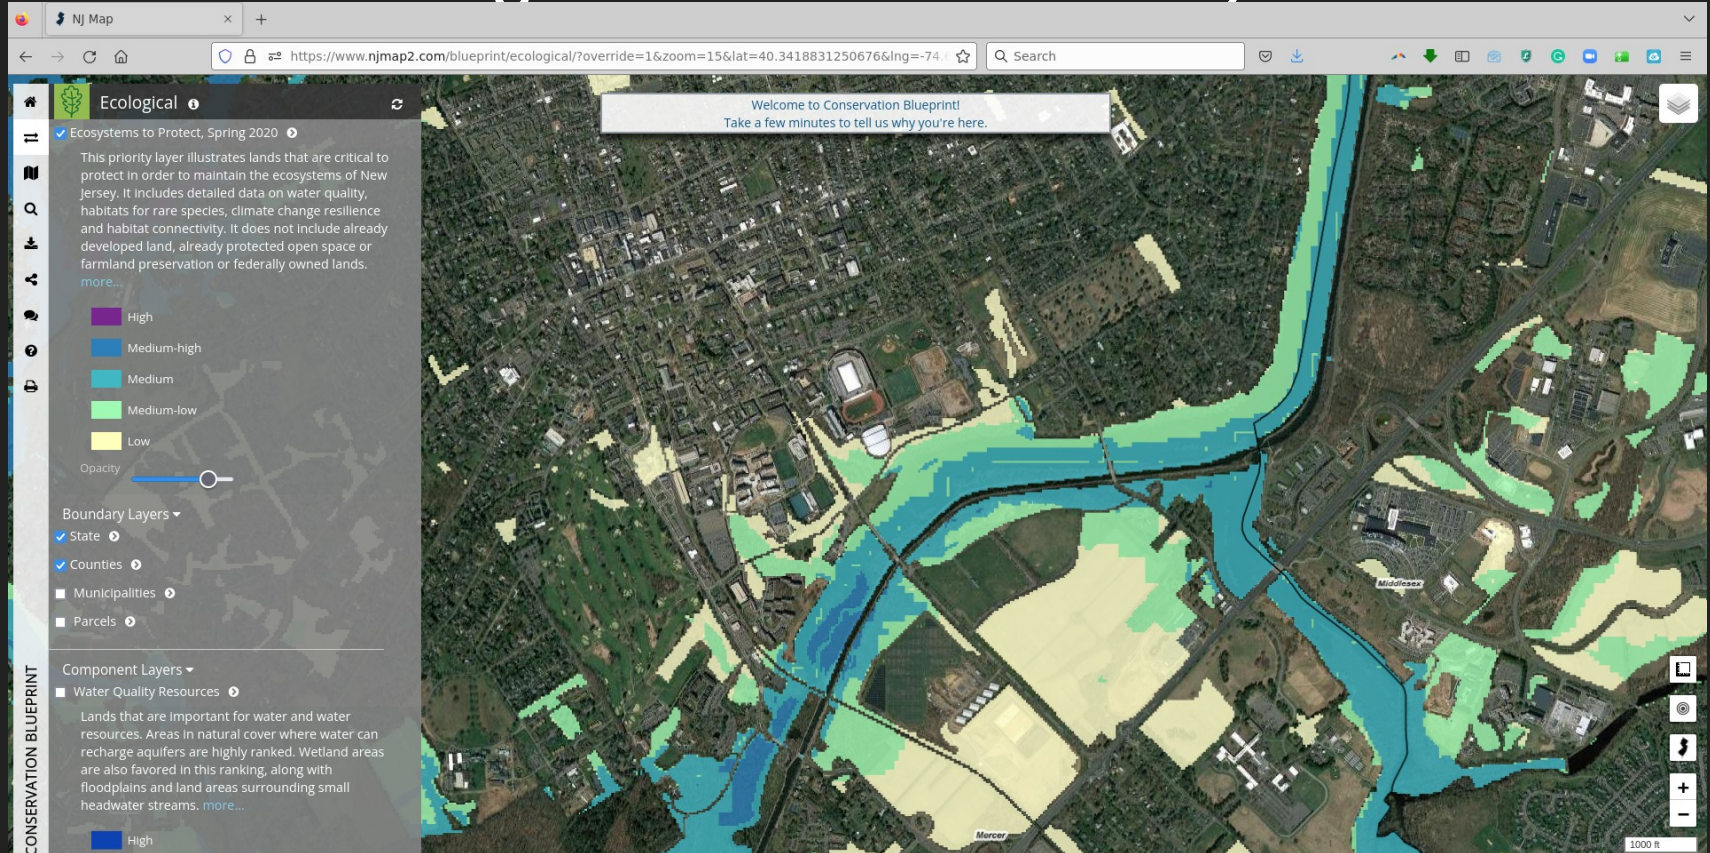 NJ Map
https://www.njmap2.com/blueprint/ecological/?override=1&zoom=15&lat=40.3418831250676&lng=-74.6
Search
Ecological
Welcome to Conservation Blueprint!
Take a few minutes to tell us why you're here.
Ecosystems to Protect, Spring 2020
This priority layer illustrates lands that are critical to
protect in order to maintain the ecosystems of New
Jersey. It includes detailed data on water quality,
habitats for rare species, climate change resilience
and habitat connectivity. It does not include already
developed land, already protected open space or
farmland preservation or federally owned lands.
more...
High
Medium-high
Medium
Medium-low
Low
Opacity
Boundary Layers
State
Counties
Municipalities
Parcels
Component Layers
Water Quality Resources
Lands that are important for water and water
resources. Areas in natural cover where water can
recharge aquifers are highly ranked. Wetland areas
are also favored in this ranking, along with
floodplains and land areas surrounding small
headwater streams. more...
High
CONSERVATION BLUEPRINT
Middlesex
Mercer
1000 ft